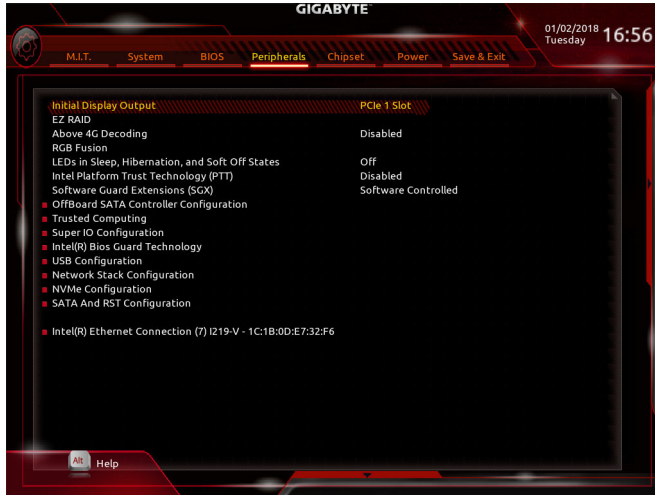 GIGABYTE™
01/02/2018
Tuesday
16:56
M.I.T. System BIOS Peripherals Chipset Power Save & Exit
Initial Display Output PCIe 1 Slot
EZ RAID
Above 4G Decoding Disabled
RGB Fusion
LEDs in Sleep, Hibernation, and Soft Off States Off
Intel Platform Trust Technology (PTT) Disabled
Software Guard Extensions (SGX) Software Controlled
OffBoard SATA Controller Configuration
Trusted Computing
Super IO Configuration
Intel(R) Bios Guard Technology
USB Configuration
Network Stack Configuration
NVMe Configuration
SATA And RST Configuration
Intel(R) Ethernet Connection (7) I219-V - 1C:1B:0D:E7:32:F6
Alt Help